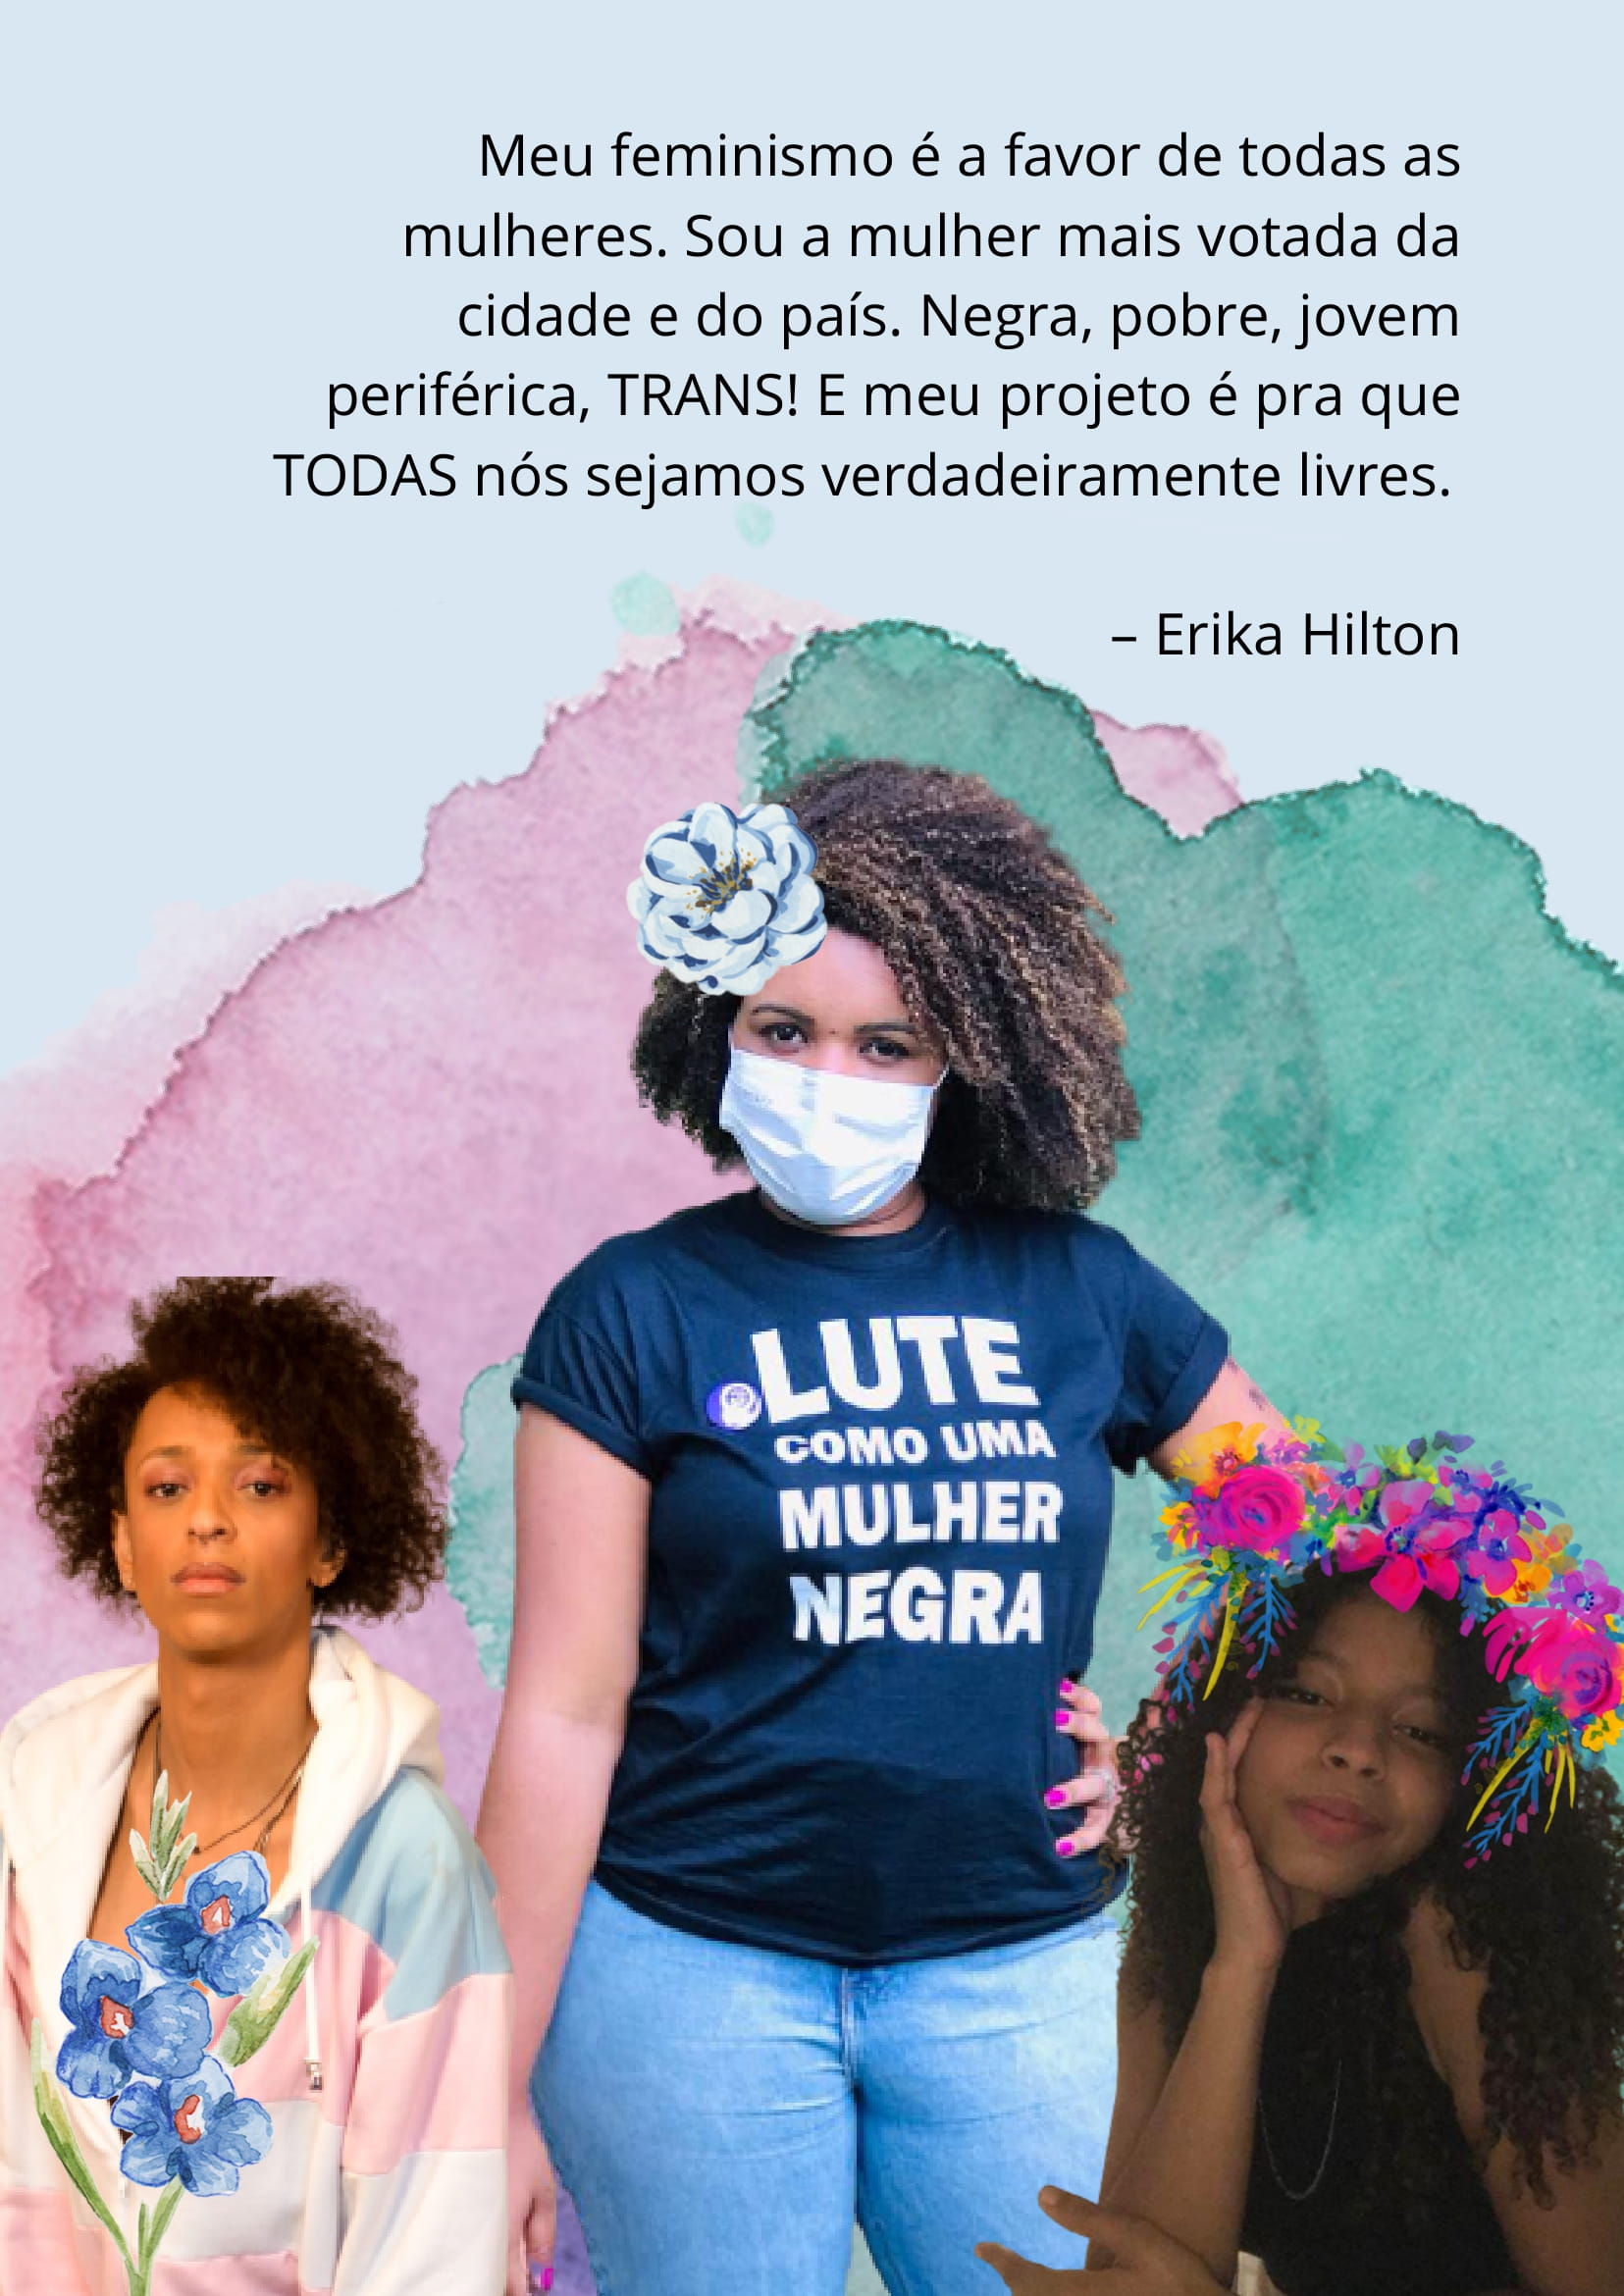 Meu feminismo é a favor de todas as
mulheres. Sou a mulher mais votada da
cidade e do país. Negra, pobre, jovem
periférica, TRANS! E meu projeto é pra que
TODAS nós sejamos verdadeiramente livres.
– Erika Hilton
LUTE
COMO UMA
MULHER
NEGRA